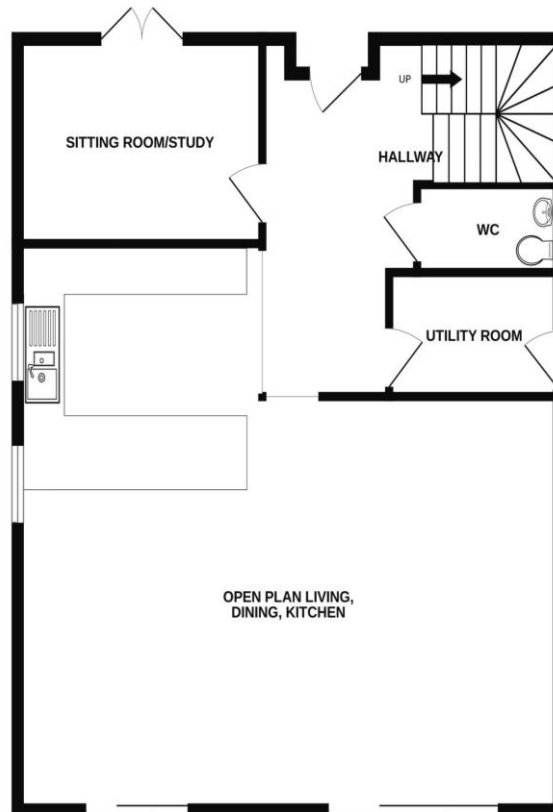 UP
SITTING ROOM/STUDY
HALLWAY
WC
UTILITY ROOM
OPEN PLAN LIVING,
DINING, KITCHEN